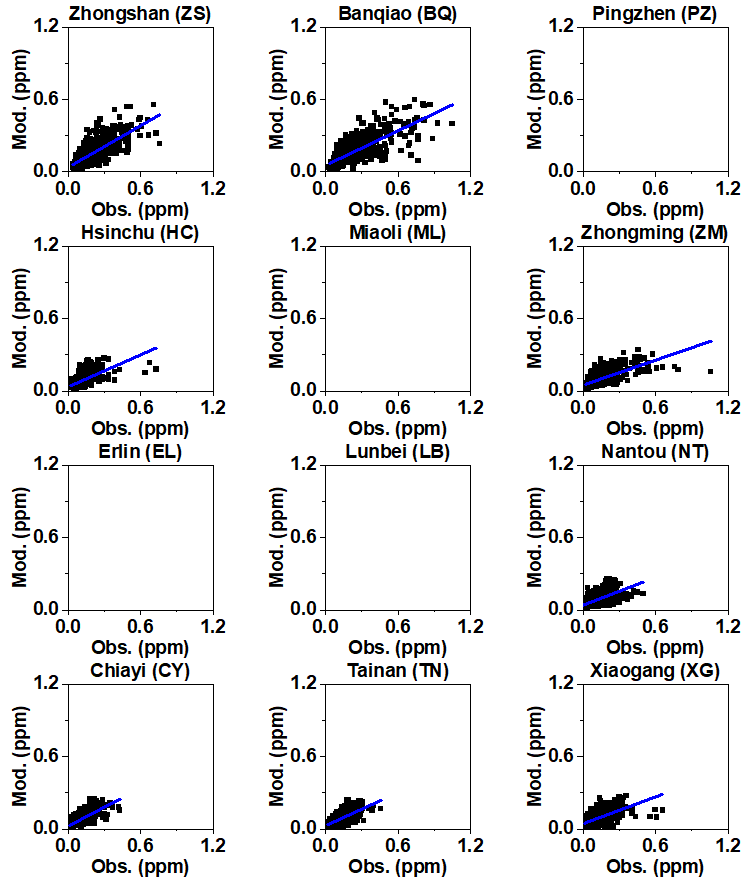 Zhongshan (ZS) Banqiao (BQ) Pingzhen (PZ)
1.2 1.2 1.2
Mod. (ppm) Mod. (ppm) Mod. (ppm)
0.6 0.6 0.6
0.0 0.0 0.0
0.0 0.6 1.2 0.0 0.6 1.2 0.0 0.6 1.2
Obs. (ppm) Obs. (ppm) Obs. (ppm)
Hsinchu (HC) Miaoli (ML) Zhongming (ZM)
1.2 1.2 1.2
Mod. (ppm) Mod. (ppm) Mod. (ppm)
0.6 0.6 0.6
0.0 0.0 0.0
0.0 0.6 1.2 0.0 0.6 1.2 0.0 0.6 1.2
Obs. (ppm) Obs. (ppm) Obs. (ppm)
Erlin (EL) Lunbei (LB) Nantou (NT)
1.2 1.2 1.2
Mod. (ppm) Mod. (ppm) Mod. (ppm)
0.6 0.6 0.6
0.0 0.0 0.0
0.0 0.6 1.2 0.0 0.6 1.2 0.0 0.6 1.2
Obs. (ppm) Obs. (ppm) Obs. (ppm)
Chiayi (CY) Tainan (TN) Xiaogang (XG)
1.2 1.2 1.2
Mod. (ppm) Mod. (ppm) Mod. (ppm)
0.6 0.6 0.6
0.0 0.0 0.0
0.0 0.6 1.2 0.0 0.6 1.2 0.0 0.6 1.2
Obs. (ppm) Obs. (ppm) Obs. (ppm)